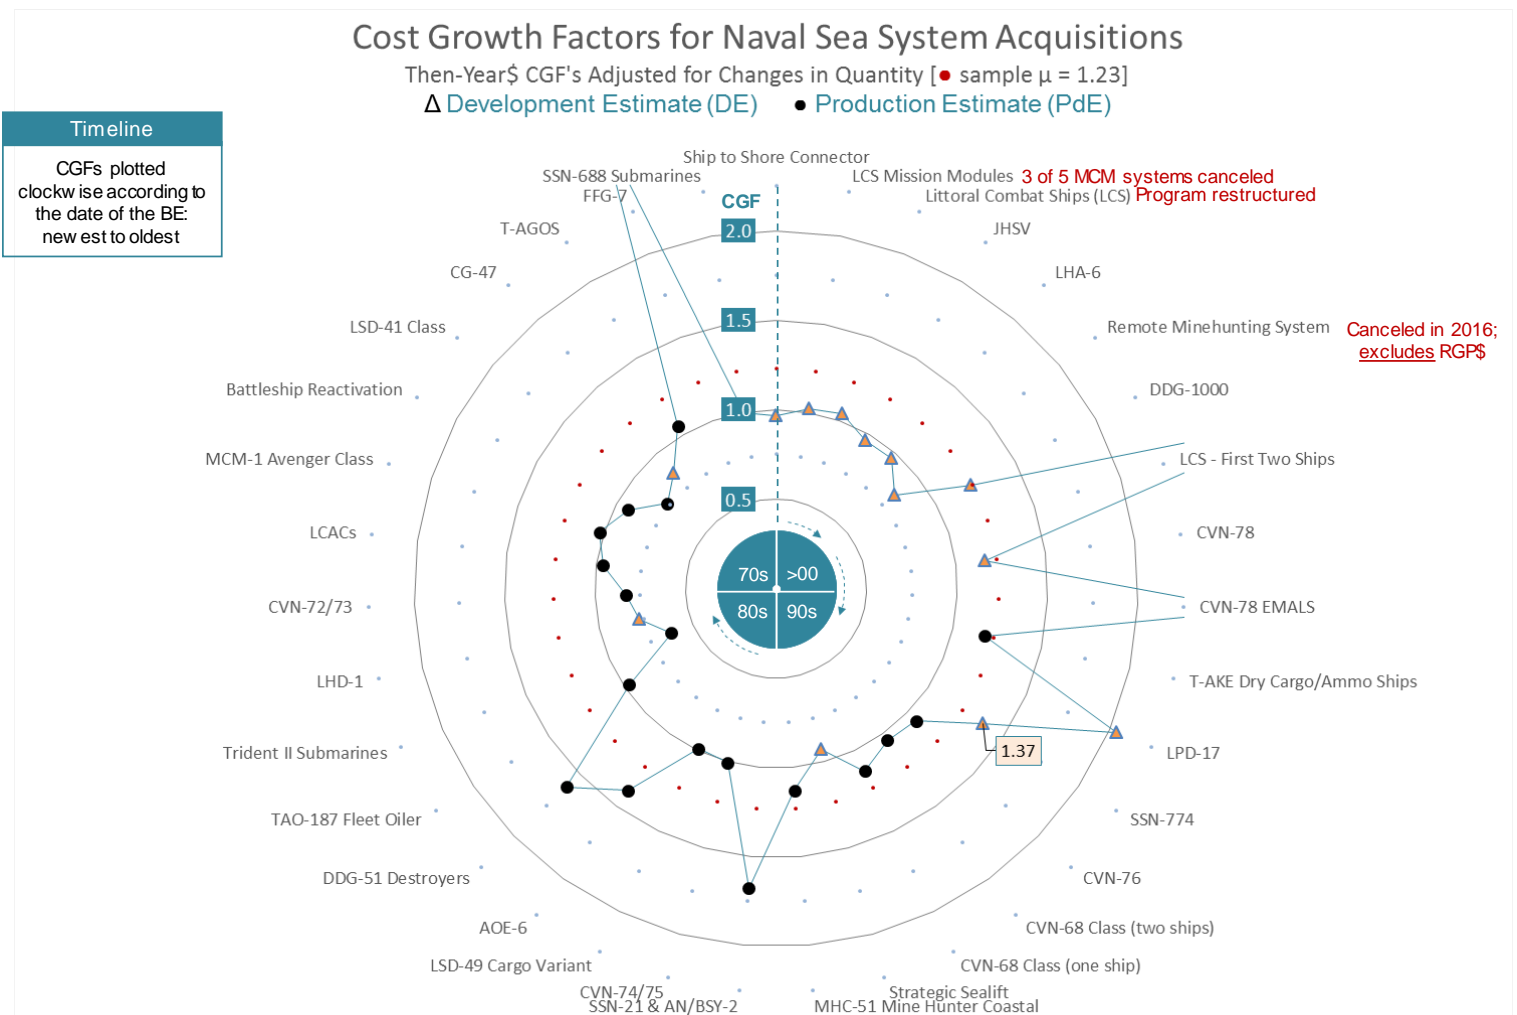 Cost Growth Factors for Naval Sea System Acquisitions
Then-Year$ CGF's Adjusted for Changes in Quantity [• sample µ = 1.23]
Δ Development Estimate (DE) • Production Estimate (PdE)
Timeline
CGFs plotted
clockwise according to
the date of the BE:
newest to oldest
Ship to Shore Connector
SSN-688 Submarines
LCS Mission Modules 3 of 5 MCM systems canceled
FFG-7
CGF
Littoral Combat Ships (LCS) Program restructured
T-AGOS
2.0
JHSV
CG-47
LHA-6
LSD-41 Class
1.5
Remote Minehunting System
Canceled in 2016;
excludes RGP$
Battleship Reactivation
DDG-1000
1.0
MCM-1 Avenger Class
LCS - First Two Ships
0.5
LCACs
CVN-78
70s >00
80s 90s
CVN-72/73
CVN-78 EMALS
LHD-1
T-AKE Dry Cargo/Ammo Ships
Trident II Submarines
1.37
LPD-17
TAO-187 Fleet Oiler
SSN-774
DDG-51 Destroyers
CVN-76
AOE-6
CVN-68 Class (two ships)
LSD-49 Cargo Variant
CVN-68 Class (one ship)
CVN-74/75
Strategic Sealift
SSN-21 & AN/BSY-2
MHC-51 Mine Hunter Coastal